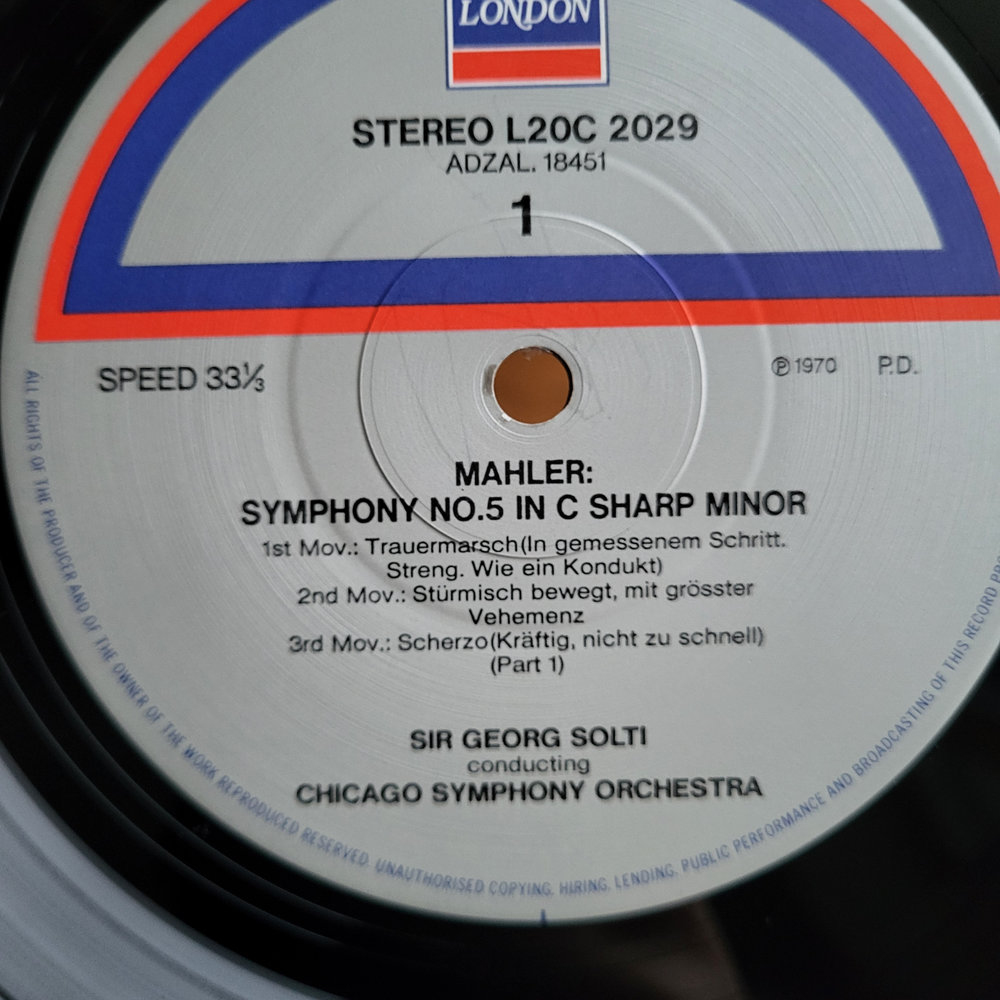 LONDON
STEREO L20C 2029
ADZAL. 18451
1
SPEED 33⅓
℗1970 P.D.
MAHLER:
SYMPHONY NO.5 IN C SHARP MINOR
1st Mov.: Trauermarsch(In gemessenem Schritt.
Streng. Wie ein Kondukt)
2nd Mov.: Stürmisch bewegt, mit grösster
Vehemenz
3rd Mov.: Scherzo(Kräftig, nicht zu schnell)
(Part 1)
SIR GEORG SOLTI
conducting
CHICAGO SYMPHONY ORCHESTRA
ALL RIGHTS OF THE PRODUCER AND OF THE OWNER OF THE WORK REPRODUCED RESERVED. UNAUTHORISED COPYING, HIRING, LENDING, PUBLIC PERFORMANCE AND BROADCASTING OF THIS RECORD